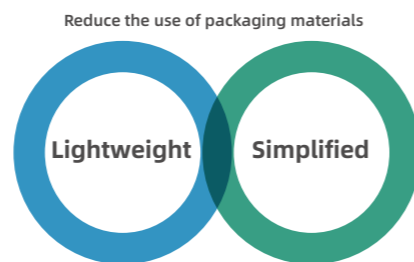 Reduce the use of packaging materials
Lightweight
Simplified